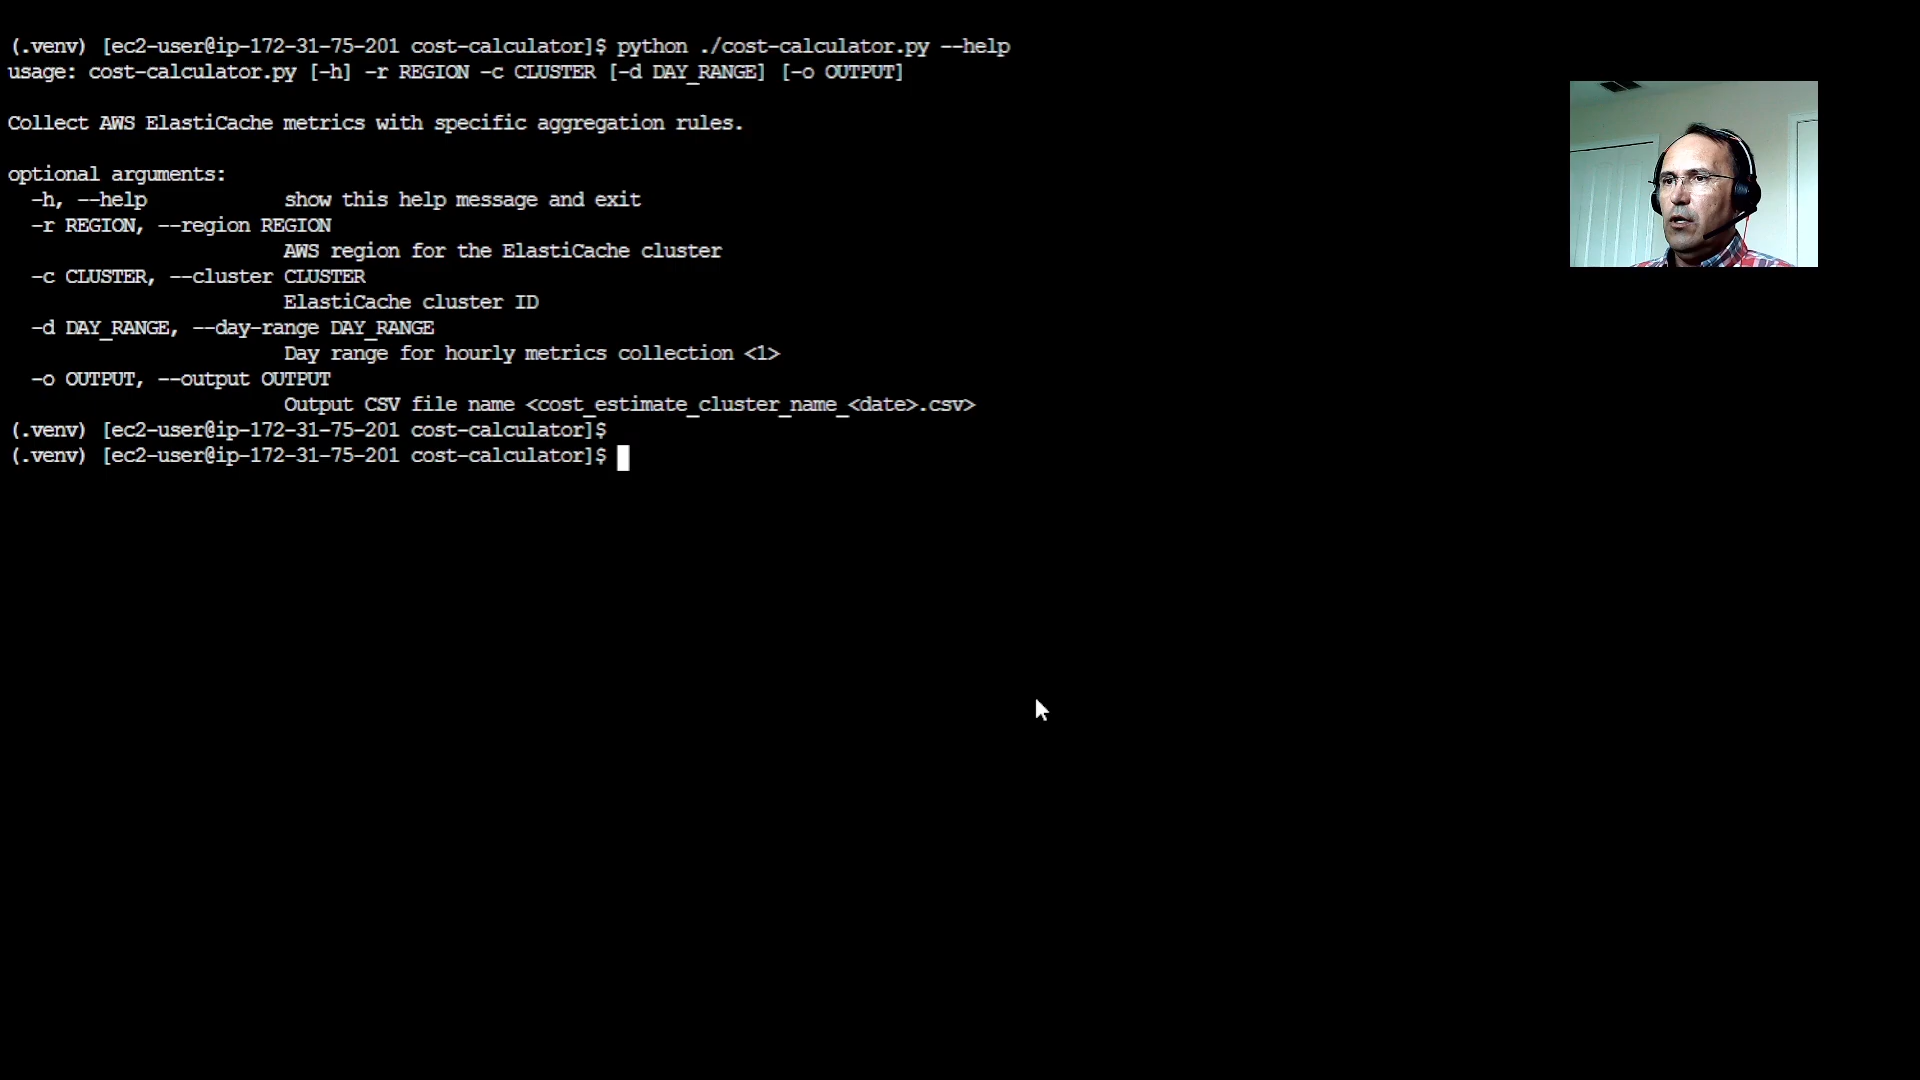 (.venv) [ec2-user@ip-172-31-75-201 cost-calculator]$ python ./cost-calculator.py --help
usage: cost-calculator.py [-h] -r REGION -c CLUSTER [-d DAY_RANGE] [-o OUTPUT]

Collect AWS ElastiCache metrics with specific aggregation rules.

optional arguments:
  -h, --help            show this help message and exit
  -r REGION, --region REGION
                        AWS region for the ElastiCache cluster
  -c CLUSTER, --cluster CLUSTER
                        ElastiCache cluster ID
  -d DAY_RANGE, --day-range DAY_RANGE
                        Day range for hourly metrics collection <1>
  -o OUTPUT, --output OUTPUT
                        Output CSV file name <cost_estimate_cluster_name_<date>.csv>
(.venv) [ec2-user@ip-172-31-75-201 cost-calculator]$
(.venv) [ec2-user@ip-172-31-75-201 cost-calculator]$